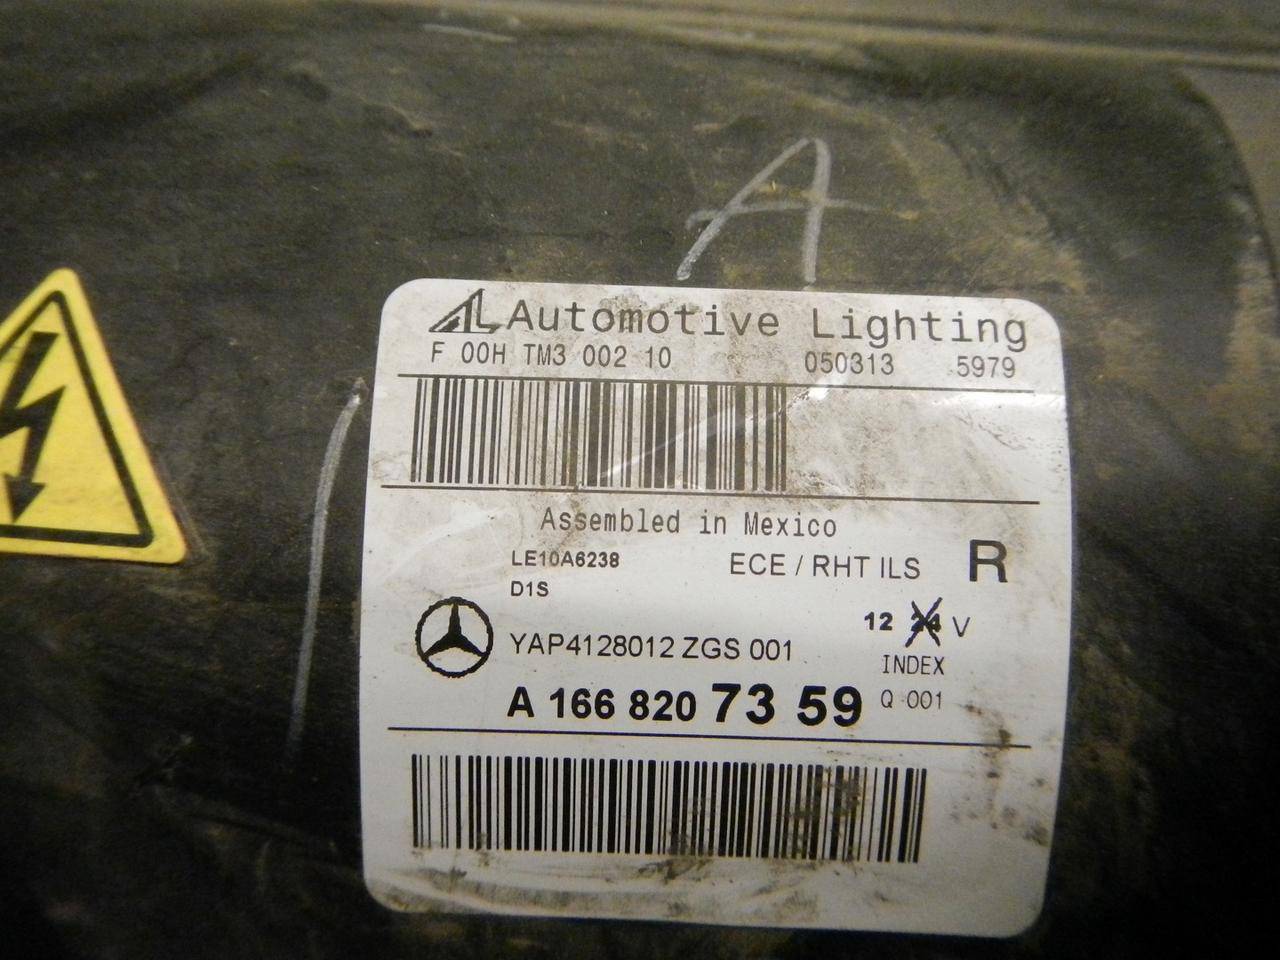 A
AL Automotive Lighting
F 00H TM3 002 10 050313 5979
Assembled in Mexico
LE10A6238 ECE / RHT ILS R
D1S
12 24 V
YAP4128012 ZGS 001
INDEX
A 166 820 73 59 Q 001